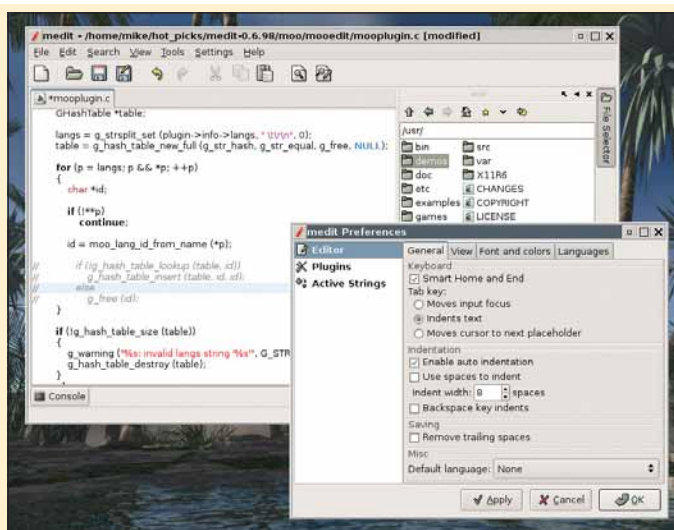 medit - /home/mike/hot_picks/medit-0.6.98/moo/mooedit/mooplugin.c [modified]
File Edit Search View Tools Settings Help
*mooplugin.c
GHashTable *table;
langs = g_strsplit_set (plugin->info->langs, " \t\r\n", 0);
table = g_hash_table_new_full (g_str_hash, g_str_equal, g_free, NULL);
for (p = langs; p && *p; ++p)
{
char *id;
if (!**p)
continue;
id = moo_lang_id_from_name (*p);
// if (!g_hash_table_lookup (table, id))
// g_hash_table_insert (table, id, id);
// else
// g_free (id);
}
if (!g_hash_table_size (table))
{
g_warning ("%s: invalid langs string '%s'", G_STR
g_hash_table_destroy (table);
}
Console
File Selector
/usr/
bin src
demos var
doc X11R6
etc CHANGES
examples COPYRIGHT
games LICENSE
medit Preferences
Editor
Plugins
Active Strings
General View Font and colors Languages
Keyboard
Smart Home and End
Tab key:
Moves input focus
Indents text
Moves cursor to next placeholder
Indentation
Enable auto indentation
Use spaces to indent
Indent width: 8 spaces
Backspace key indents
Saving
Remove trailing spaces
Misc
Default language: None
Apply Cancel OK